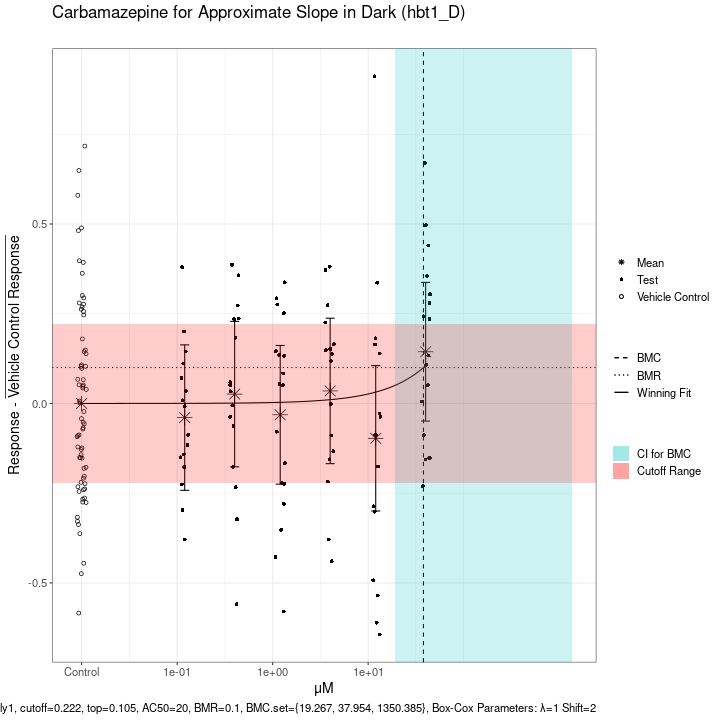 Carbamazepine for Approximate Slope in Dark (hbt1_D)
Response - Vehicle Control Response
0.5
0.0
-0.5
Control
1e-01
1e+00
1e+01
μM
Mean
Test
Vehicle Control
BMC
BMR
Winning Fit
CI for BMC
Cutoff Range
ly1, cutoff=0.222, top=0.105, AC50=20, BMR=0.1, BMC.set={19.267, 37.954, 1350.385}, Box-Cox Parameters: λ=1 Shift=2